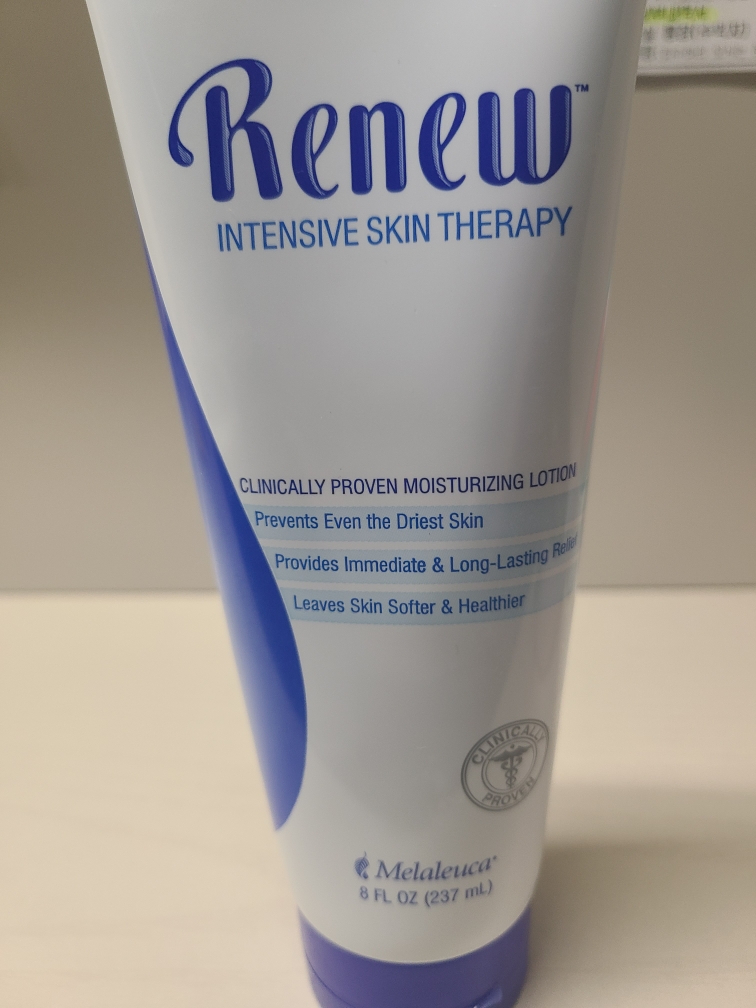 Renew™
INTENSIVE SKIN THERAPY
CLINICALLY PROVEN MOISTURIZING LOTION
Prevents Even the Driest Skin
Provides Immediate & Long-Lasting Relief
Leaves Skin Softer & Healthier
CLINICALLY
PROVEN
Melaleuca®
8 FL OZ (237 mL)